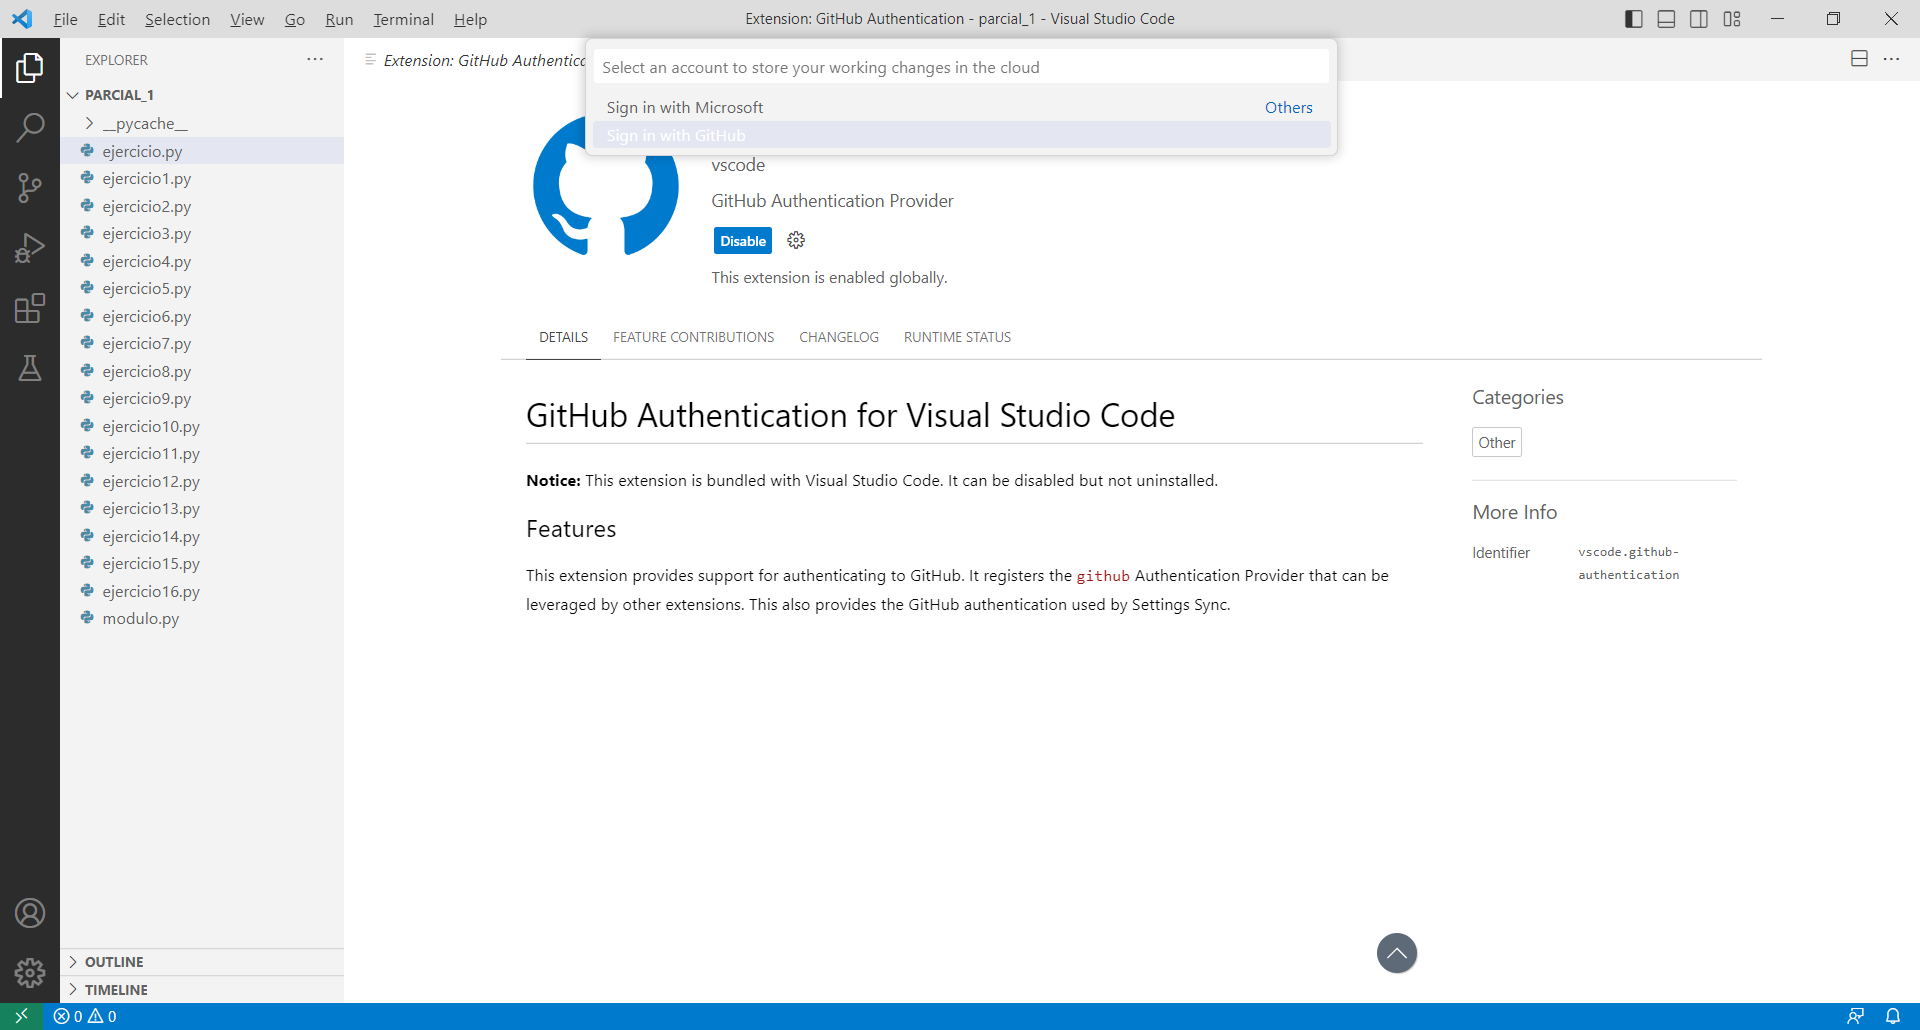 File Edit Selection View Go Run Terminal Help
Extension: GitHub Authentication - parcial_1 - Visual Studio Code
EXPLORER
PARCIAL_1
__pycache__
ejercicio.py
ejercicio1.py
ejercicio2.py
ejercicio3.py
ejercicio4.py
ejercicio5.py
ejercicio6.py
ejercicio7.py
ejercicio8.py
ejercicio9.py
ejercicio10.py
ejercicio11.py
ejercicio12.py
ejercicio13.py
ejercicio14.py
ejercicio15.py
ejercicio16.py
modulo.py
OUTLINE
TIMELINE
Extension: GitHub Authentica
Select an account to store your working changes in the cloud
Sign in with Microsoft Others
Sign in with GitHub
vscode
GitHub Authentication Provider
Disable
This extension is enabled globally.
DETAILS FEATURE CONTRIBUTIONS CHANGELOG RUNTIME STATUS
GitHub Authentication for Visual Studio Code
Notice: This extension is bundled with Visual Studio Code. It can be disabled but not uninstalled.
Features
This extension provides support for authenticating to GitHub. It registers the github Authentication Provider that can be
leveraged by other extensions. This also provides the GitHub authentication used by Settings Sync.
Categories
Other
More Info
Identifier vscode.github-
authentication
0 0